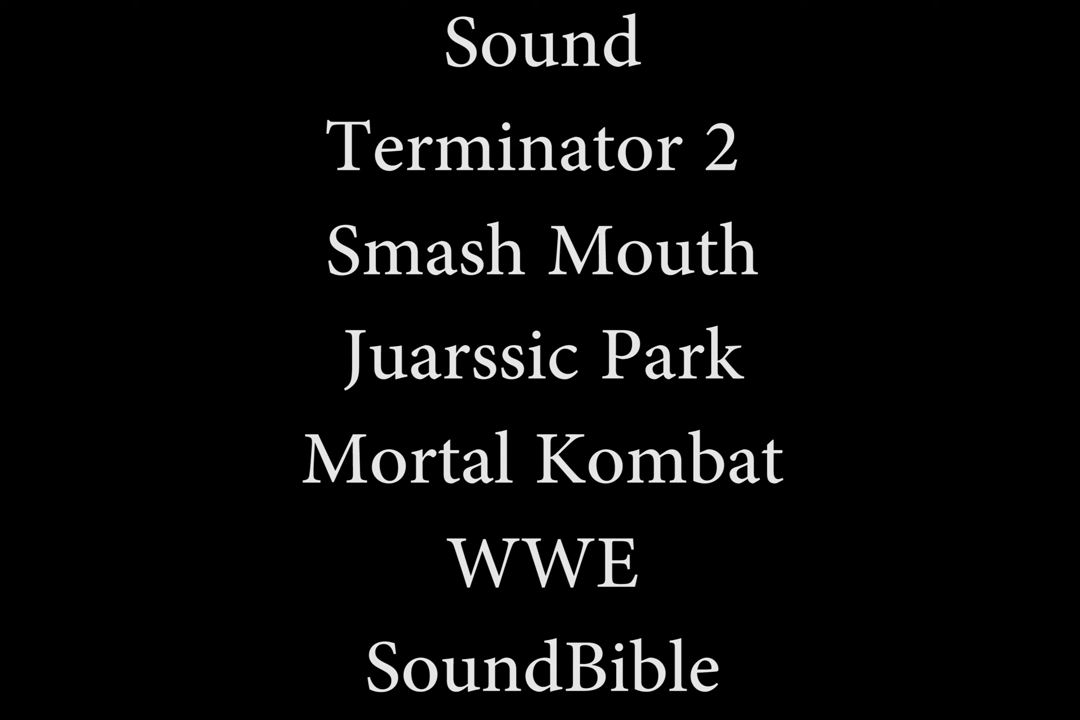 Sound
Terminator 2
Smash Mouth
Juarssic Park
Mortal Kombat
WWE
SoundBible